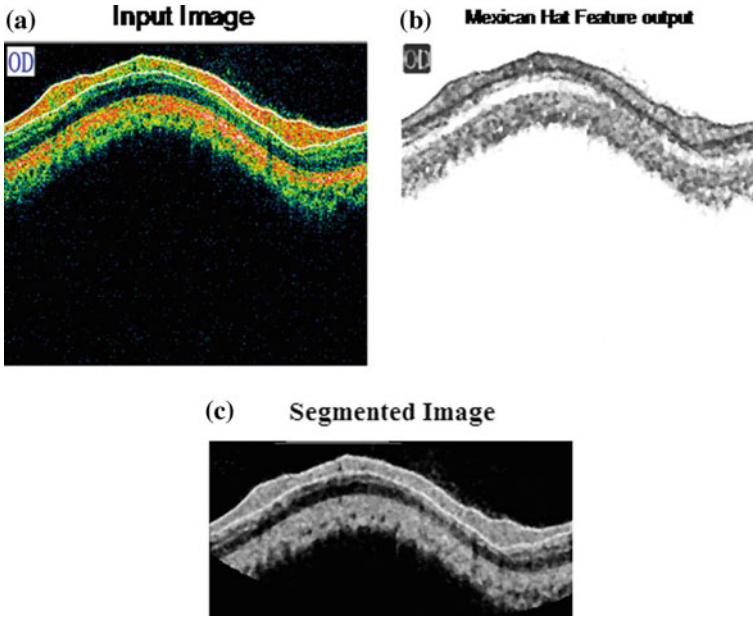 (a) Input Image
OD
(b) Mexican Hat Feature output
OD
(c) Segmented Image